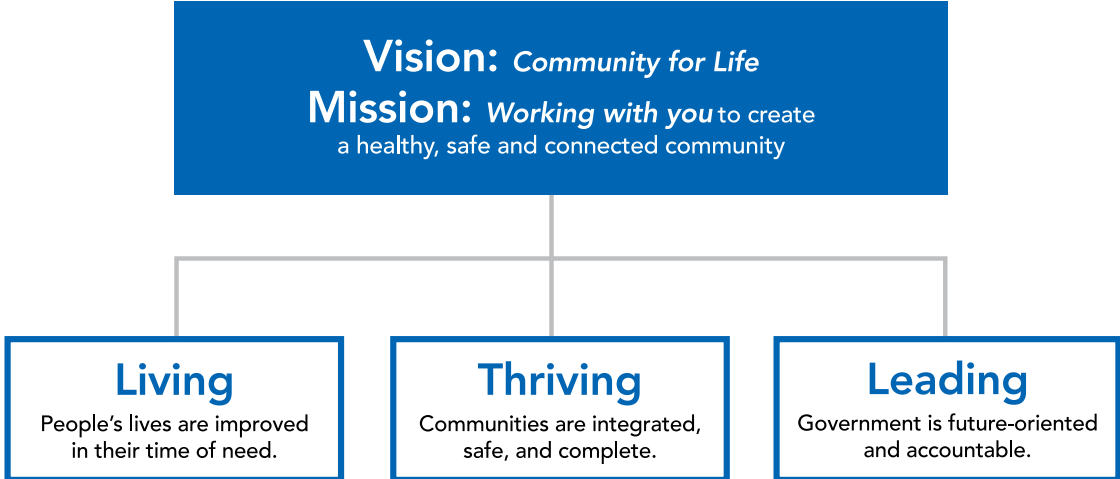 Vision: Community for Life
Mission: Working with you to create
a healthy, safe and connected community
Living
People’s lives are improved
in their time of need.
Thriving
Communities are integrated,
safe, and complete.
Leading
Government is future-oriented
and accountable.